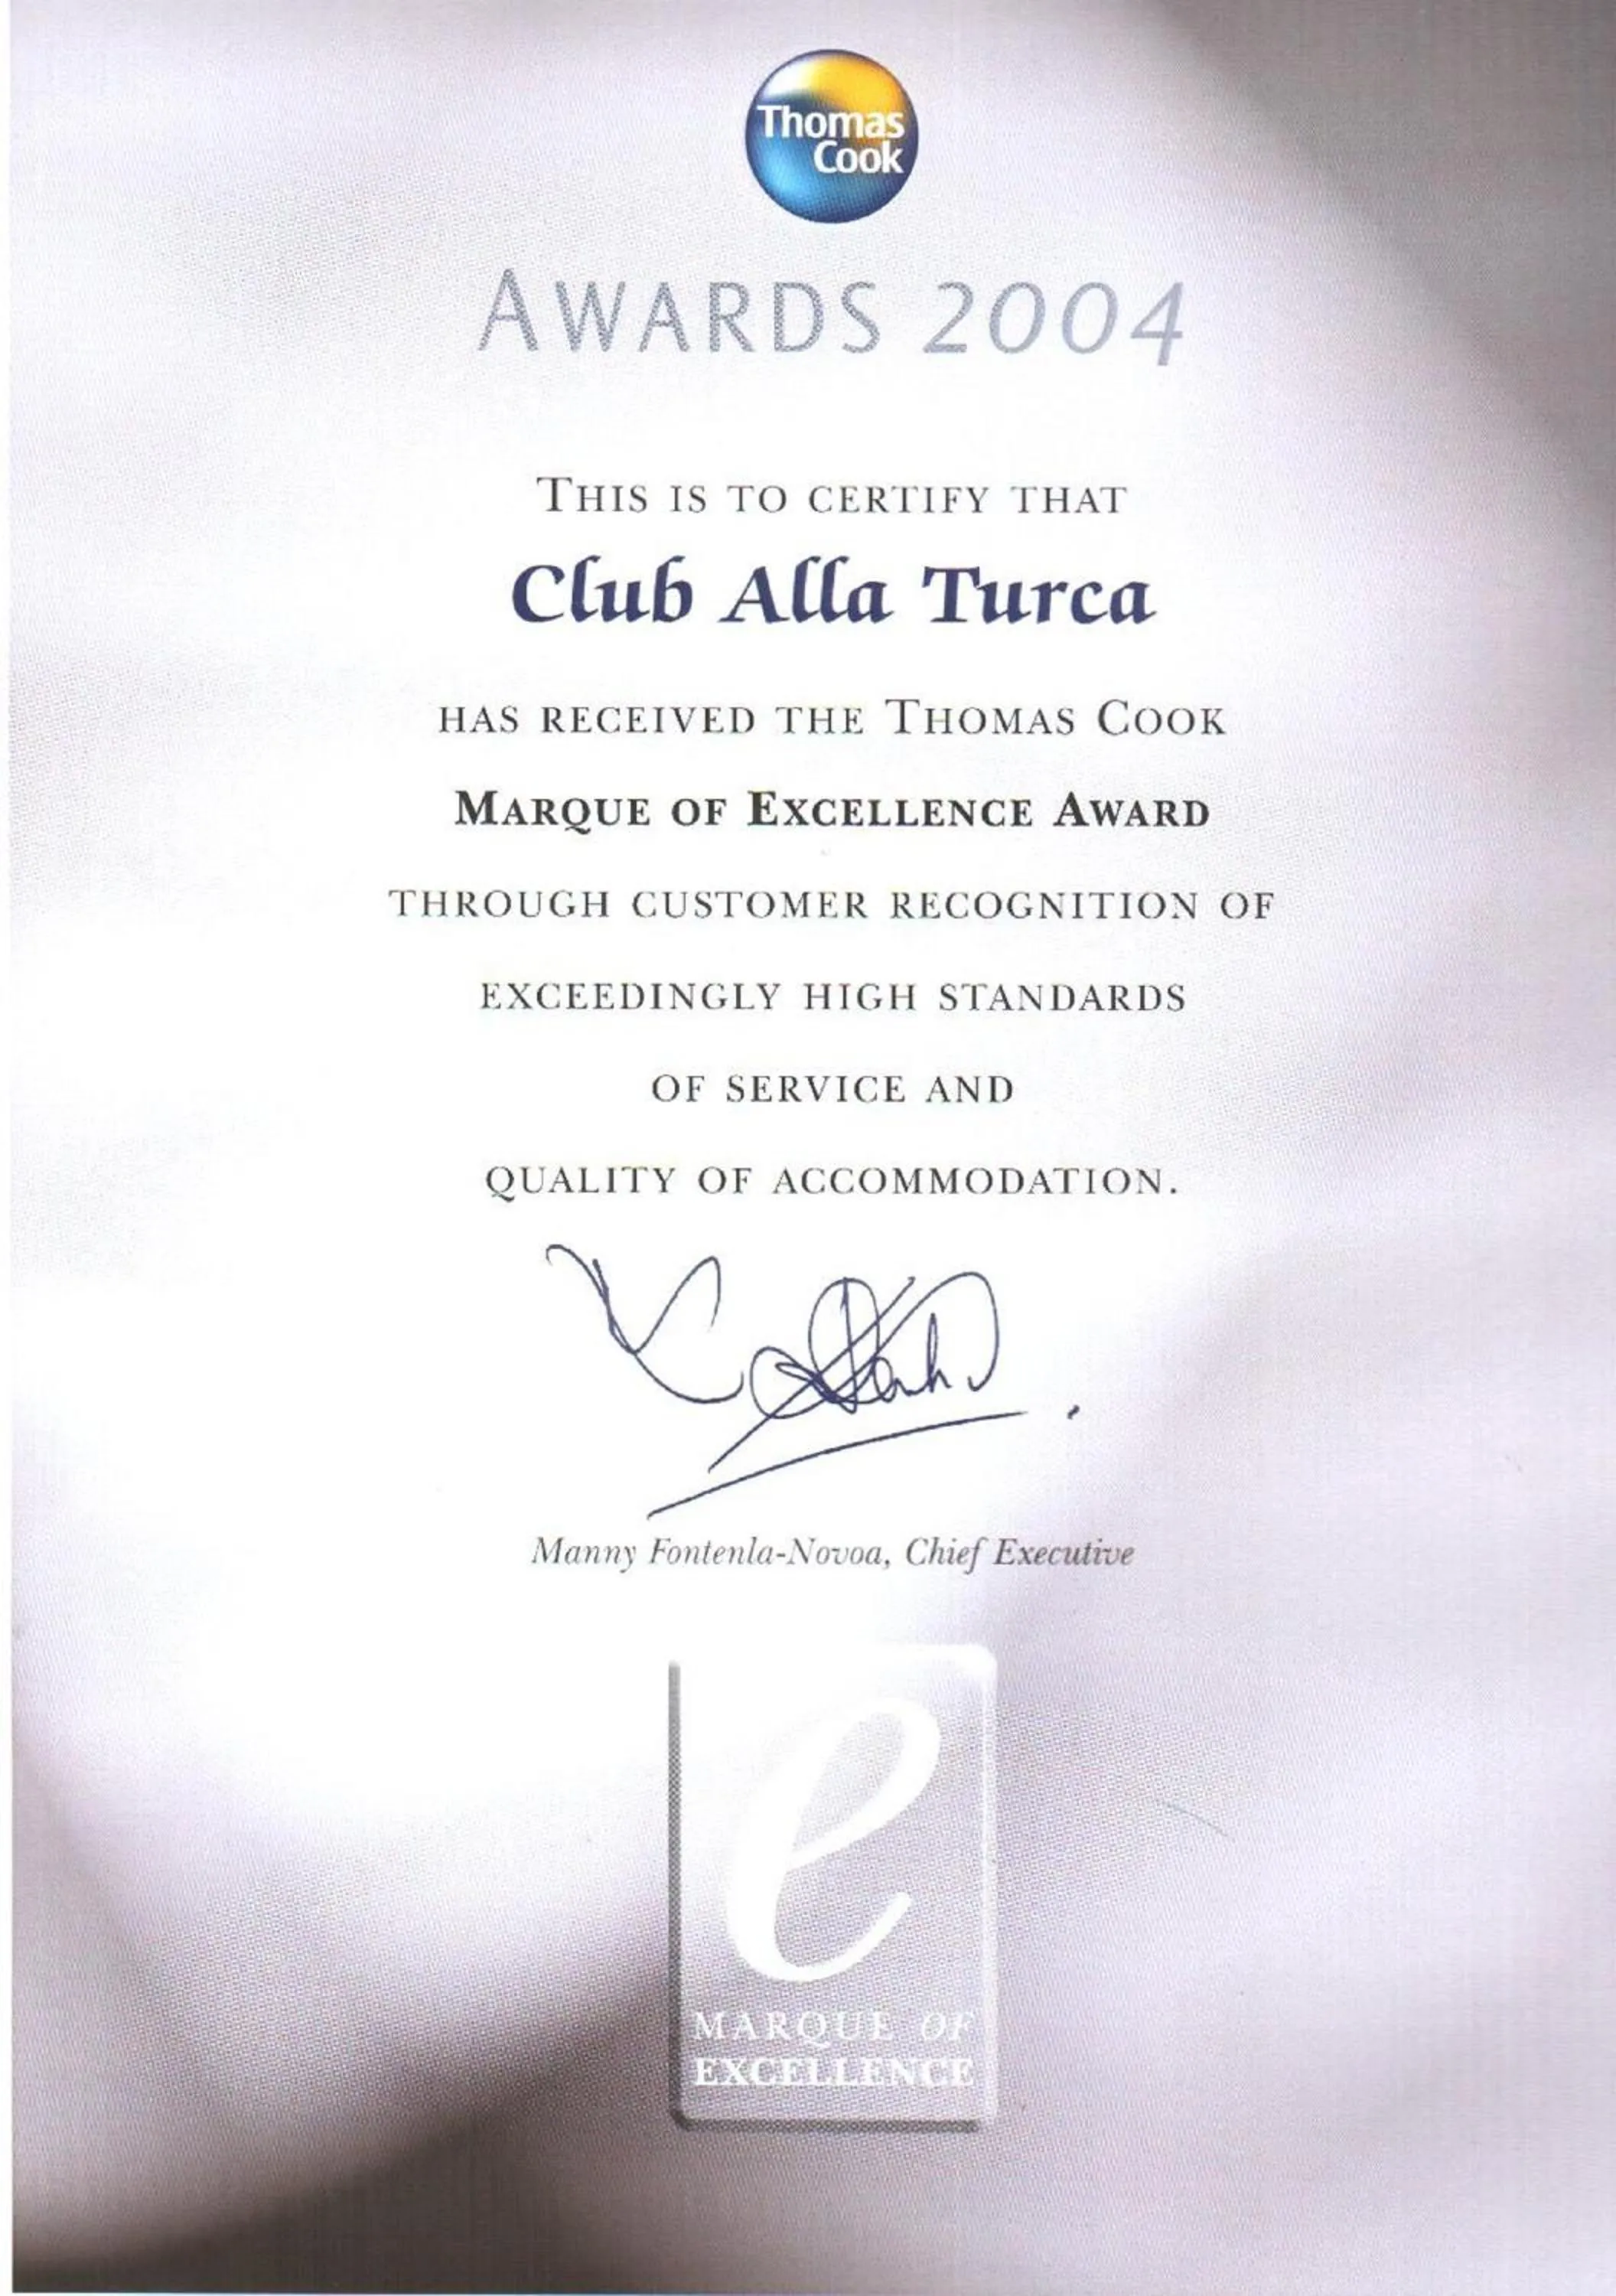 Thomas
Cook
AWARDS 2004
THIS IS TO CERTIFY THAT
Club Alla Turca
HAS RECEIVED THE THOMAS COOK
MARQUE OF EXCELLENCE AWARD
THROUGH CUSTOMER RECOGNITION OF
EXCEEDINGLY HIGH STANDARDS
OF SERVICE AND
QUALITY OF ACCOMMODATION.
Manny Fontenla-Novoa, Chief Executive
e
MARQUE OF
EXCELLENCE